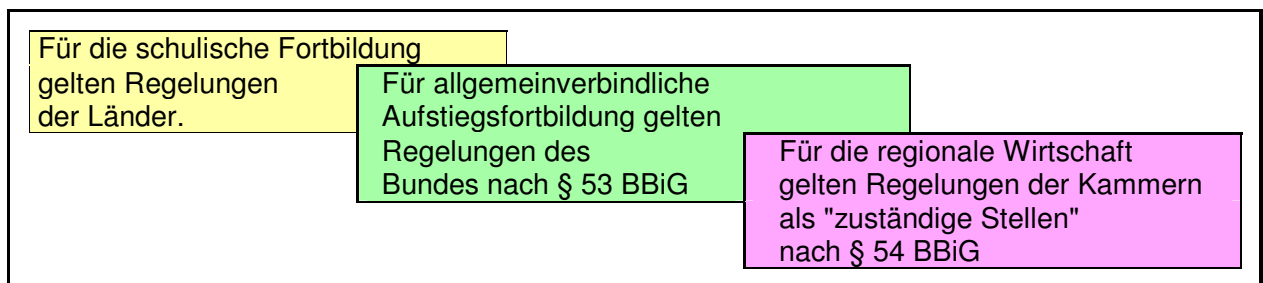 Für die schulische Fortbildung
gelten Regelungen
der Länder.
Für allgemeinverbindliche
Aufstiegsfortbildung gelten
Regelungen des
Bundes nach § 53 BBiG
Für die regionale Wirtschaft
gelten Regelungen der Kammern
als "zuständige Stellen"
nach § 54 BBiG